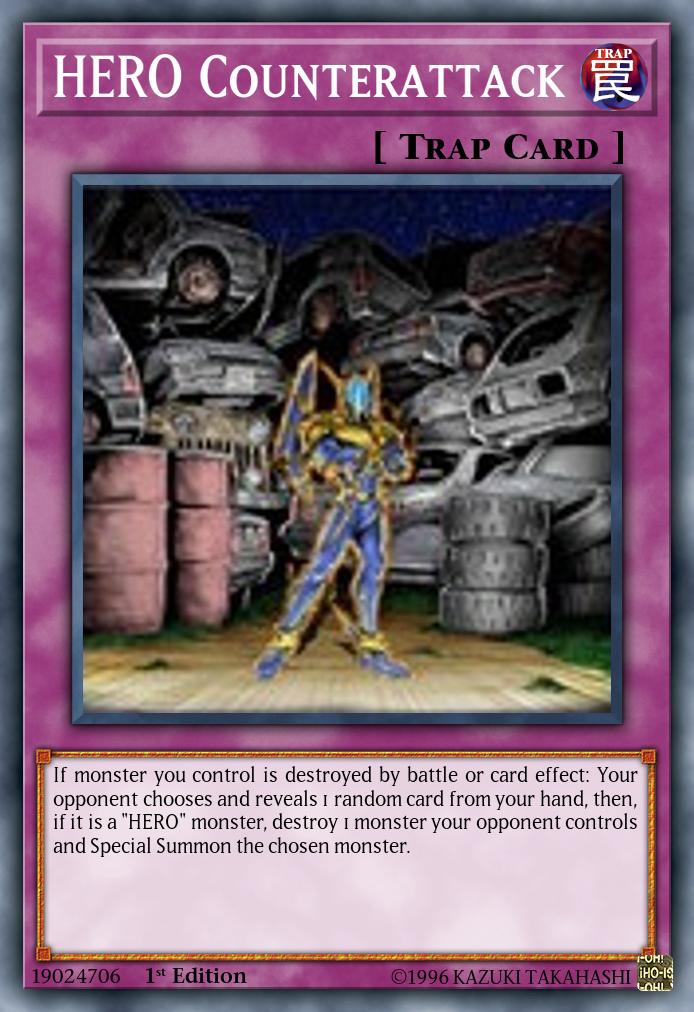 HERO COUNTERATTACK
TRAP
罠
[ TRAP CARD ]
If monster you control is destroyed by battle or card effect: Your
opponent chooses and reveals 1 random card from your hand, then,
if it is a "HERO" monster, destroy 1 monster your opponent controls
and Special Summon the chosen monster.
19024706 1st Edition ©1996 KAZUKI TAKAHASHI